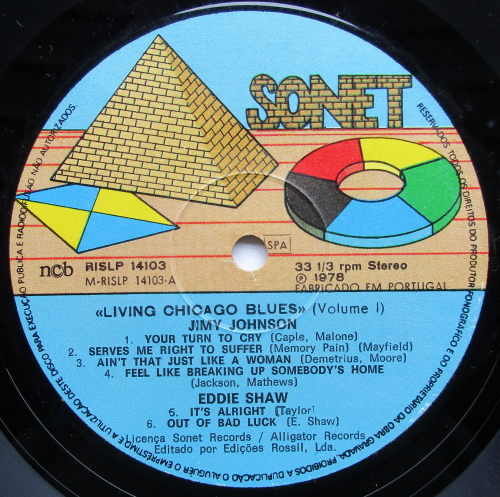 SONET
SPA
ncb RISLP 14103
M-RISLP 14103-A
33 1/3 rpm Stereo
℗ 1978
FABRICADO EM PORTUGAL
«LIVING CHICAGO BLUES» (Volume I)
JIMY JOHNSON
1. YOUR TURN TO CRY (Caple, Malone)
2. SERVES ME RIGHT TO SUFFER (Memory Pain) (Mayfield)
3. AIN'T THAT JUST LIKE A WOMAN (Demetrius, Moore)
4. FEEL LIKE BREAKING UP SOMEBODY'S HOME
(Jackson, Mathews)
EDDIE SHAW
5. IT'S ALRIGHT (Taylor)
6. OUT OF BAD LUCK (E. Shaw)
Licença Sonet Records / Alligator Records
Editado por Edições Rossil, Lda.
RESERVADOS TODOS OS DIREITOS DO PRODUTOR FONOGRÁFICO E DO PROPRIETÁRIO DA OBRA GRAVADA. PROIBIDOS A DUPLICAÇÃO O ALUGUER O EMPRÉSTIMO E A UTILIZAÇÃO DESTE DISCO PARA EXECUÇÃO PÚBLICA E RADIODIFUSÃO NÃO AUTORIZADOS.